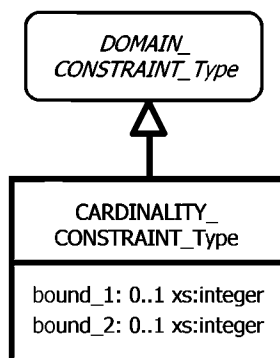 DOMAIN_
CONSTRAINT_Type
CARDINALITY_
CONSTRAINT_Type
bound_1: 0..1 xs:integer
bound_2: 0..1 xs:integer